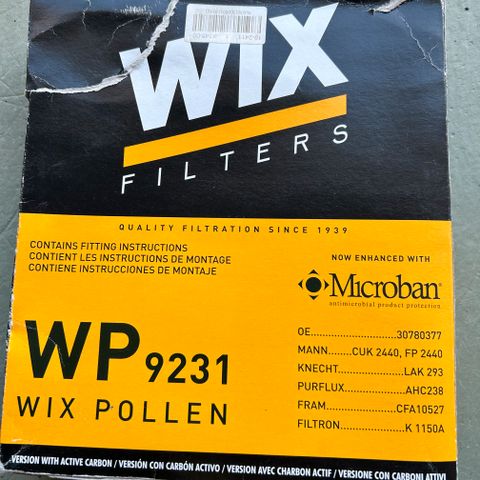 WIX
FILTERS
QUALITY FILTRATION SINCE 1939
CONTAINS FITTING INSTRUCTIONS
CONTIENT LES INSTRUCTIONS DE MONTAGE
CONTIENE INSTRUCCIONES DE MONTAJE
NOW ENHANCED WITH
Microban®
antimicrobial product protection
WP 9231
WIX POLLEN
OE............................30780377
MANN........CUK 2440, FP 2440
KNECHT.........................LAK 293
PURFLUX........................AHC238
FRAM.........................CFA10527
FILTRON.........................K 1150A
VERSION WITH ACTIVE CARBON / VERSIÓN CON CARBÓN ACTIVO / VERSION AVEC CHARBON ACTIF / VERSIONE CON CARBONI ATTIVI